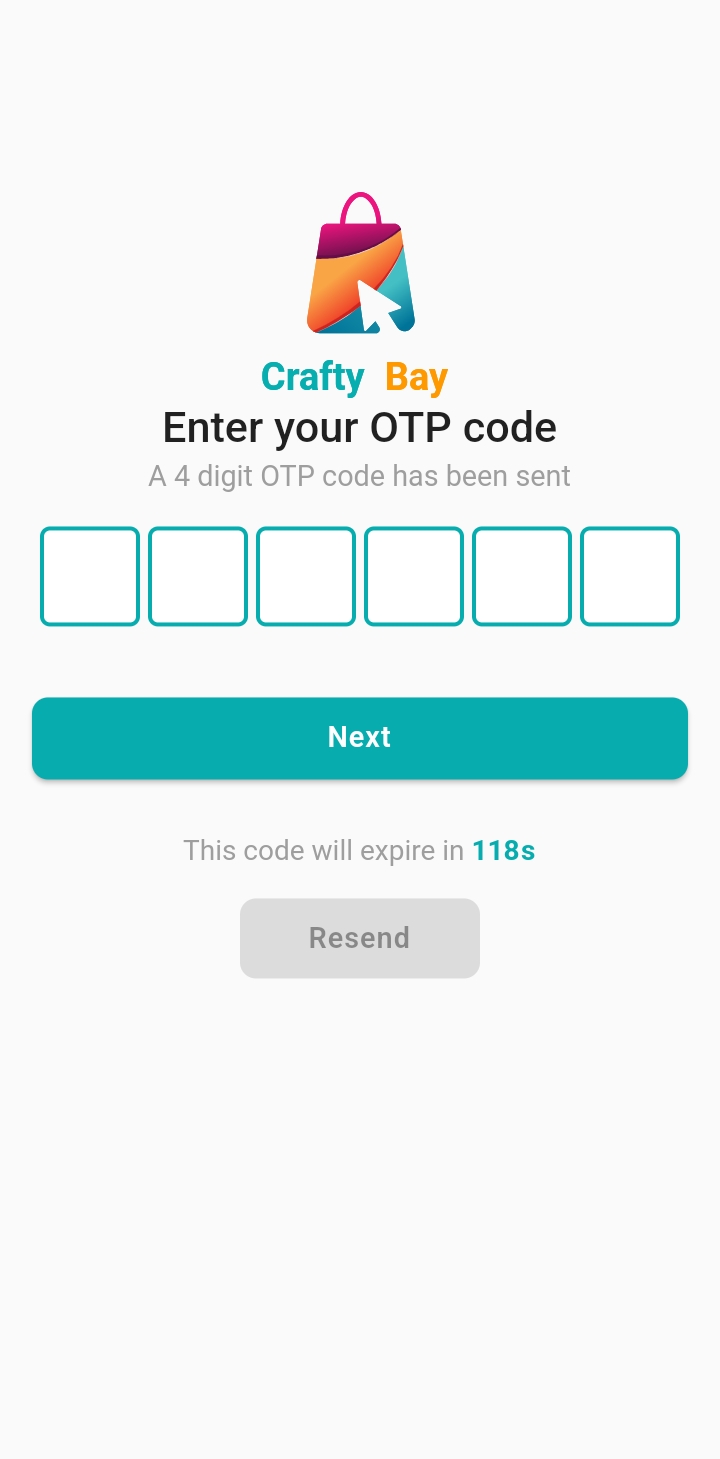 Crafty Bay
Enter your OTP code
A 4 digit OTP code has been sent
Next
This code will expire in 118s
Resend